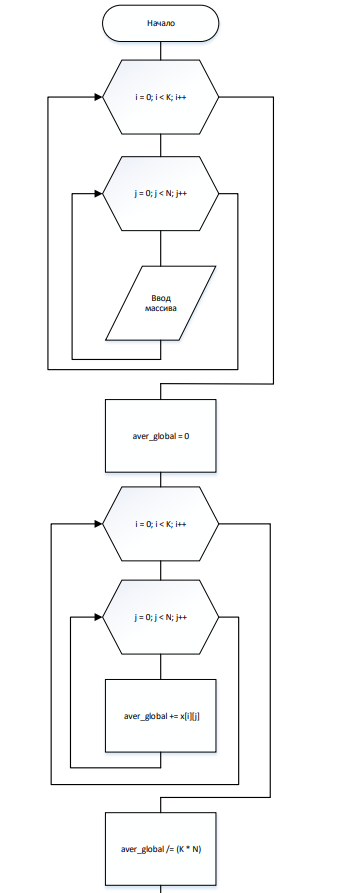 Начало
i = 0; i < K; i++
j = 0; j < N; j++
Ввод
массива
aver_global = 0
i = 0; i < K; i++
j = 0; j < N; j++
aver_global += x[i][j]
aver_global /= (K * N)